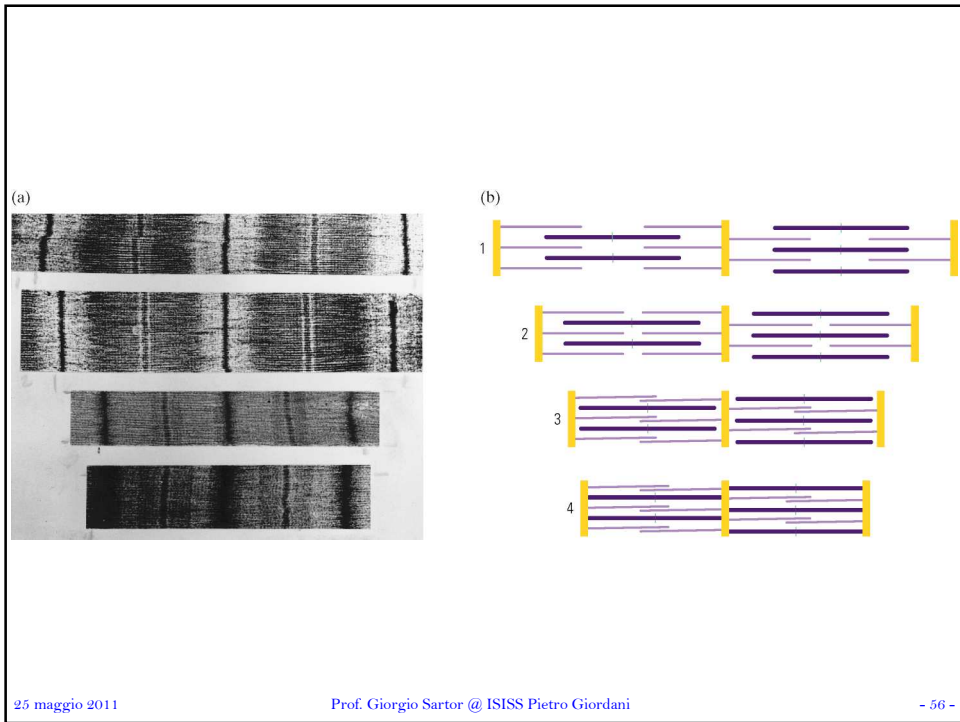 (a)
(b)
1
2
3
4
25 maggio 2011
Prof. Giorgio Sartor @ ISISS Pietro Giordani
- 56 -